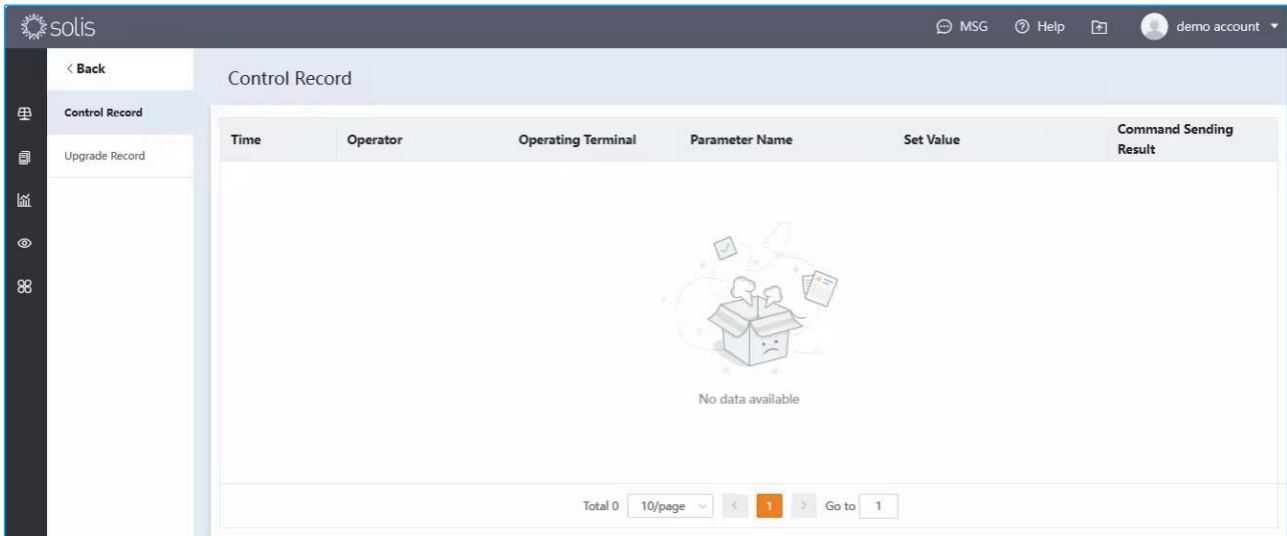 solis
MSG
Help
demo account
< Back
Control Record
Control Record
Upgrade Record
Time
Operator
Operating Terminal
Parameter Name
Set Value
Command Sending
Result
No data available
Total 0
10/page
<
1
>
Go to
1